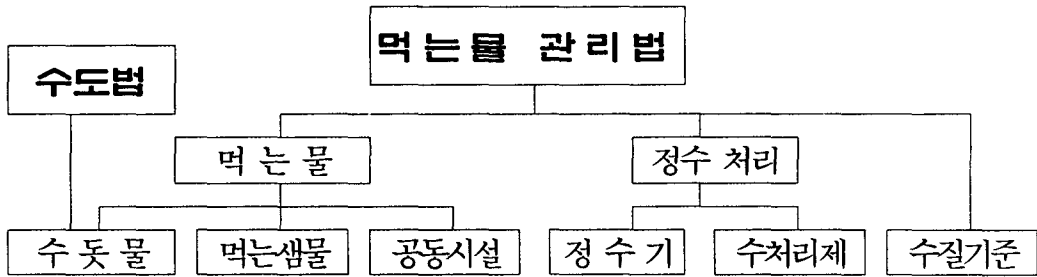 먹는물 관리법
수도법
먹는물
정수 처리
수돗물
먹는샘물
공동시설
정수기
수처리제
수질기준